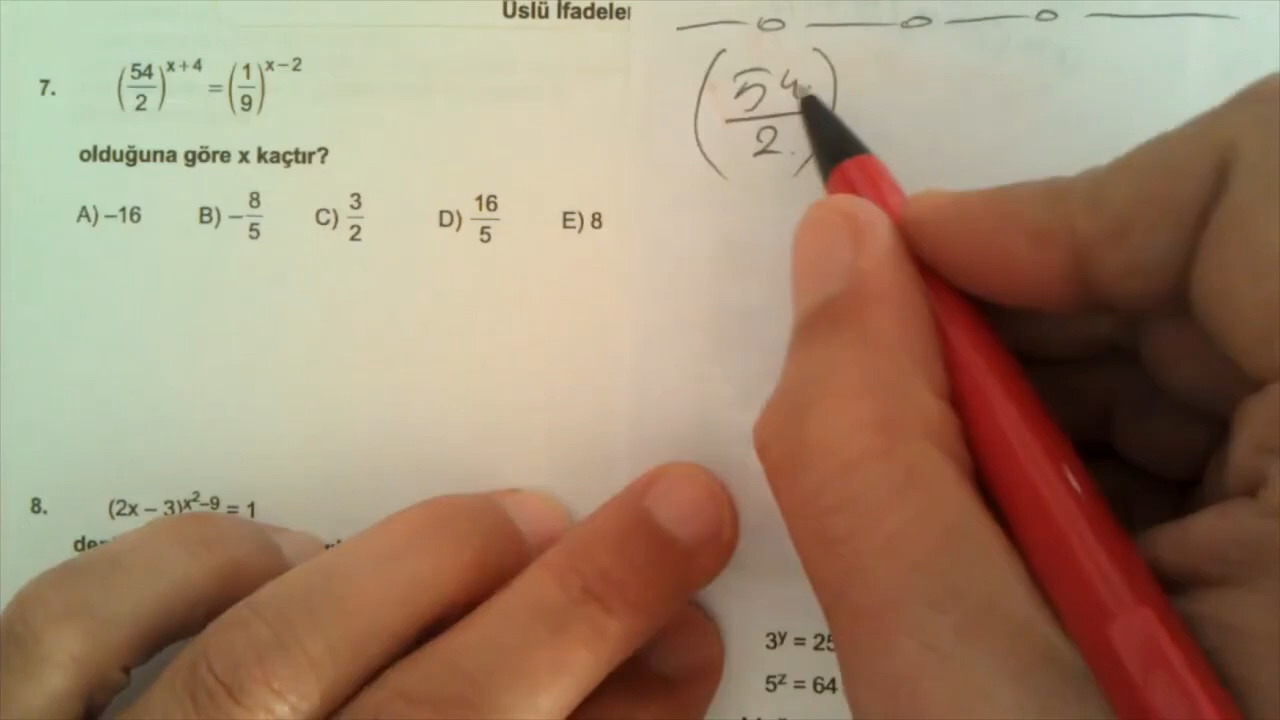 Üslü İfadeler
7. (54/2)^x+4 = (1/9)^x–2
olduğuna göre x kaçtır?
A) –16 B) –8/5 C) 3/2 D) 16/5 E) 8
(54/2)
8. (2x – 3)^x²–9 = 1
3^y = 25
5^z = 64